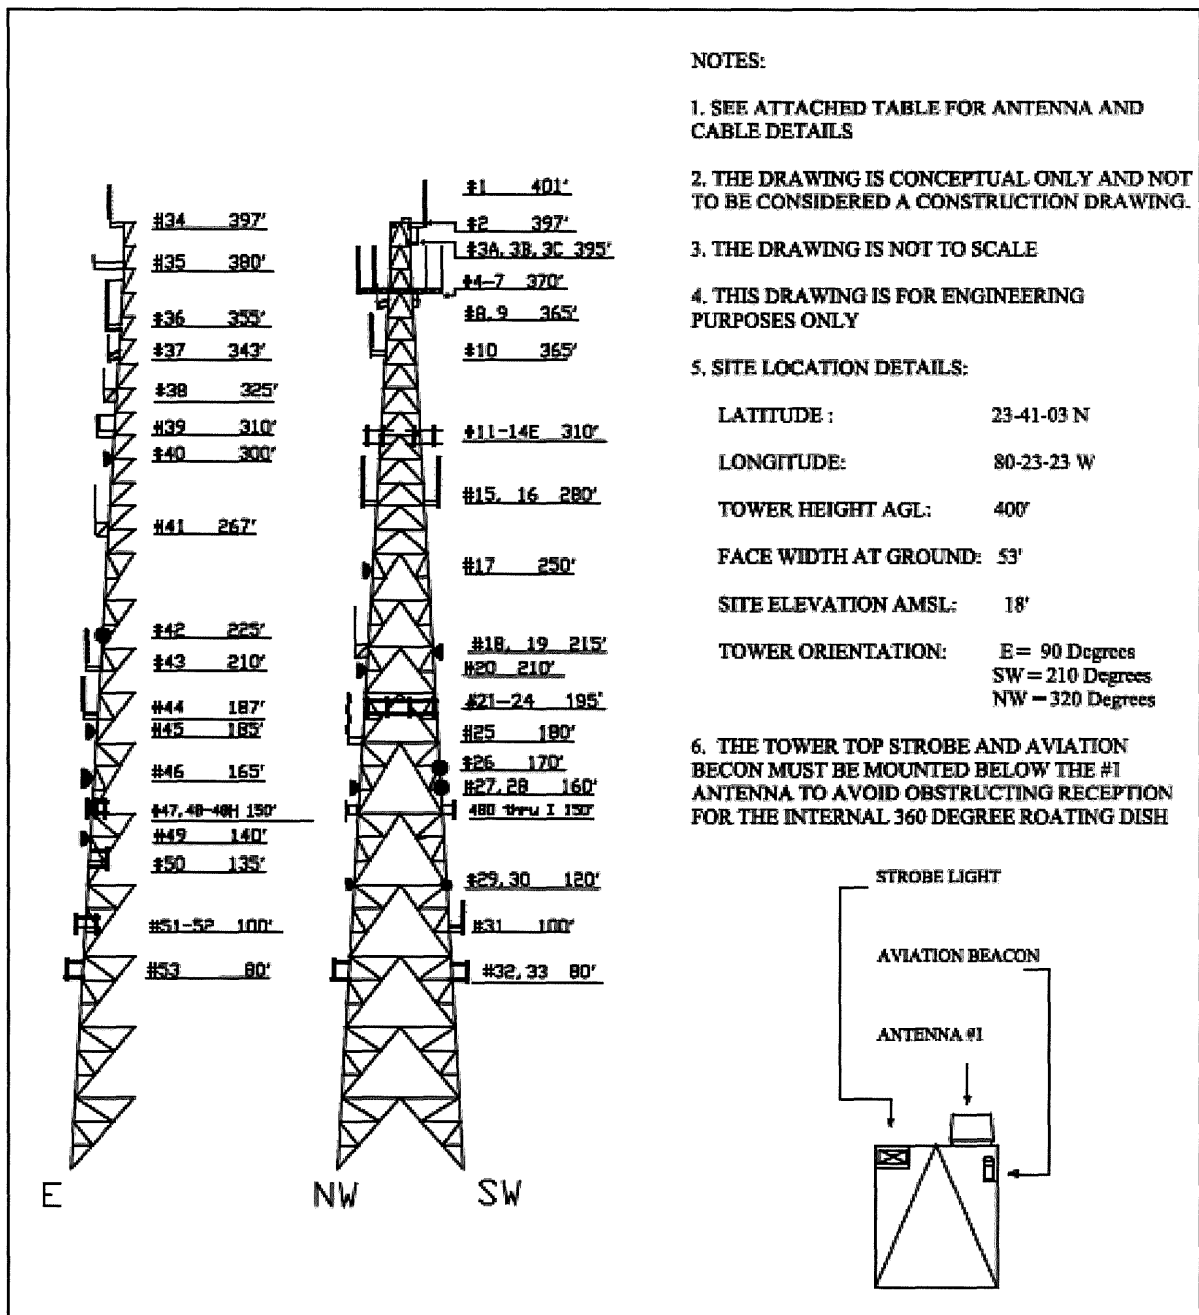 #34 397'
#35 380'
#36 355'
#37 343'
#38 325'
#39 310'
#40 300'
#41 267'
#42 225'
#43 210'
#44 187'
#45 185'
#46 165'
#47, 48-48H 150'
#49 140'
#50 135'
#51-52 100'
#53 80'
E
#1 401'
#2 397'
#3A, 3B, 3C 395'
#4-7 370'
#8, 9 365'
#10 365'
#11-14E 310'
#15, 16 280'
#17 250'
#18, 19 215'
#20 210'
#21-24 195'
#25 180'
#26 170'
#27, 28 160'
48D thru I 150'
#29, 30 120'
#31 100'
#32, 33 80'
NW SW
NOTES:
1. SEE ATTACHED TABLE FOR ANTENNA AND
CABLE DETAILS
2. THE DRAWING IS CONCEPTUAL ONLY AND NOT
TO BE CONSIDERED A CONSTRUCTION DRAWING.
3. THE DRAWING IS NOT TO SCALE
4. THIS DRAWING IS FOR ENGINEERING
PURPOSES ONLY
5. SITE LOCATION DETAILS:
LATITUDE : 23-41-03 N
LONGITUDE: 80-23-23 W
TOWER HEIGHT AGL: 400'
FACE WIDTH AT GROUND: 53'
SITE ELEVATION AMSL: 18'
TOWER ORIENTATION: E = 90 Degrees
SW = 210 Degrees
NW = 320 Degrees
6. THE TOWER TOP STROBE AND AVIATION
BECON MUST BE MOUNTED BELOW THE #1
ANTENNA TO AVOID OBSTRUCTING RECEPTION
FOR THE INTERNAL 360 DEGREE ROATING DISH
STROBE LIGHT
AVIATION BEACON
ANTENNA #1